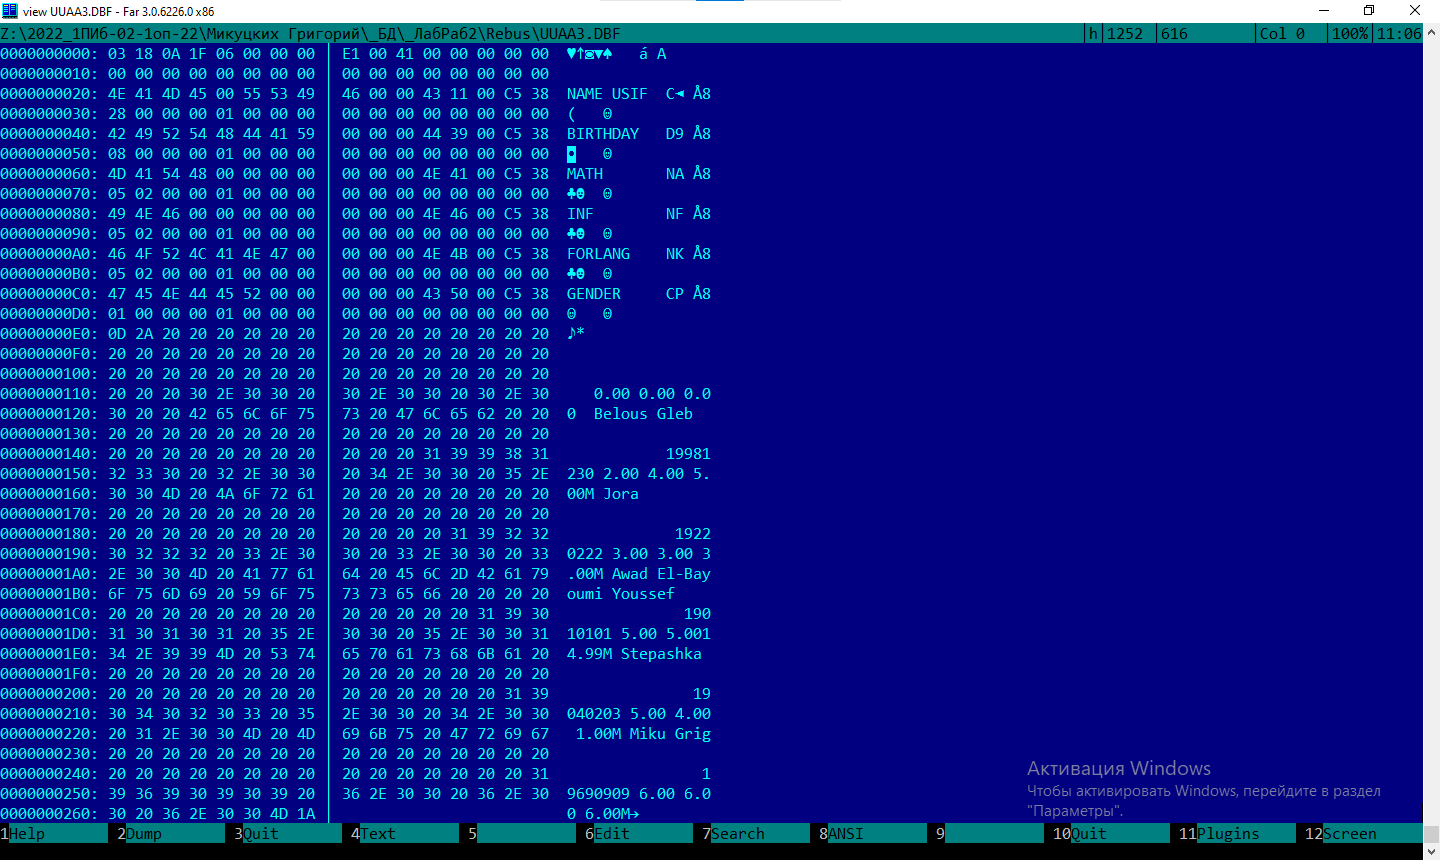 view UUAA3.DBF - Far 3.0.6226.0 x86
Z:\2022_1ПИб-02-1оп-22\Микуцких Григорий\_БД\_Ла6Ра62\Rebus\UUAA3.DBF h 1252 616 Col 0 100% 11:06
0000000000: 03 18 0A 1F 06 00 00 00 │ E1 00 41 00 00 00 00 00 ♥↑◙▼♠ á A
0000000010: 00 00 00 00 00 00 00 00 │ 00 00 00 00 00 00 00 00
0000000020: 4E 41 4D 45 00 55 53 49 │ 46 00 00 43 11 00 C5 38 NAME USIF C◄ Å8
0000000030: 28 00 00 00 01 00 00 00 │ 00 00 00 00 00 00 00 00 ( ☺
0000000040: 42 49 52 54 48 44 41 59 │ 00 00 00 44 39 00 C5 38 BIRTHDAY D9 Å8
0000000050: 08 00 00 00 01 00 00 00 │ 00 00 00 00 00 00 00 00 ◘ ☺
0000000060: 4D 41 54 48 00 00 00 00 │ 00 00 00 4E 41 00 C5 38 MATH NA Å8
0000000070: 05 02 00 00 01 00 00 00 │ 00 00 00 00 00 00 00 00 ♣☻ ☺
0000000080: 49 4E 46 00 00 00 00 00 │ 00 00 00 4E 46 00 C5 38 INF NF Å8
0000000090: 05 02 00 00 01 00 00 00 │ 00 00 00 00 00 00 00 00 ♣☻ ☺
00000000A0: 46 4F 52 4C 41 4E 47 00 │ 00 00 00 4E 4B 00 C5 38 FORLANG NK Å8
00000000B0: 05 02 00 00 01 00 00 00 │ 00 00 00 00 00 00 00 00 ♣☻ ☺
00000000C0: 47 45 4E 44 45 52 00 00 │ 00 00 00 43 50 00 C5 38 GENDER CP Å8
00000000D0: 01 00 00 00 01 00 00 00 │ 00 00 00 00 00 00 00 00 ☺ ☺
00000000E0: 0D 2A 20 20 20 20 20 20 │ 20 20 20 20 20 20 20 20 ♪*
00000000F0: 20 20 20 20 20 20 20 20 │ 20 20 20 20 20 20 20 20
0000000100: 20 20 20 20 20 20 20 20 │ 20 20 20 20 20 20 20 20
0000000110: 20 20 20 30 2E 30 30 20 │ 30 2E 30 30 20 30 2E 30 0.00 0.00 0.0
0000000120: 30 20 20 42 65 6C 6F 75 │ 73 20 47 6C 65 62 20 20 0 Belous Gleb
0000000130: 20 20 20 20 20 20 20 20 │ 20 20 20 20 20 20 20 20
0000000140: 20 20 20 20 20 20 20 20 │ 20 20 20 31 39 39 38 31 19981
0000000150: 32 33 30 20 32 2E 30 30 │ 20 34 2E 30 30 20 35 2E 230 2.00 4.00 5.
0000000160: 30 30 4D 20 4A 6F 72 61 │ 20 20 20 20 20 20 20 20 00M Jora
0000000170: 20 20 20 20 20 20 20 20 │ 20 20 20 20 20 20 20 20
0000000180: 20 20 20 20 20 20 20 20 │ 20 20 20 20 31 39 32 32 1922
0000000190: 30 32 32 32 20 33 2E 30 │ 30 20 33 2E 30 30 20 33 0222 3.00 3.00 3
00000001A0: 2E 30 30 4D 20 41 77 61 │ 64 20 45 6C 2D 42 61 79 .00M Awad El-Bay
00000001B0: 6F 75 6D 69 20 59 6F 75 │ 73 73 65 66 20 20 20 20 oumi Youssef
00000001C0: 20 20 20 20 20 20 20 20 │ 20 20 20 20 20 31 39 30 190
00000001D0: 31 30 31 30 31 20 35 2E │ 30 30 20 35 2E 30 30 31 10101 5.00 5.001
00000001E0: 34 2E 39 39 4D 20 53 74 │ 65 70 61 73 68 6B 61 20 4.99M Stepashka
00000001F0: 20 20 20 20 20 20 20 20 │ 20 20 20 20 20 20 20 20
0000000200: 20 20 20 20 20 20 20 20 │ 20 20 20 20 20 20 31 39 19
0000000210: 30 34 30 32 30 33 20 35 │ 2E 30 30 20 34 2E 30 30 040203 5.00 4.00
0000000220: 20 31 2E 30 30 4D 20 4D │ 69 6B 75 20 47 72 69 67 1.00M Miku Grig
0000000230: 20 20 20 20 20 20 20 20 │ 20 20 20 20 20 20 20 20
0000000240: 20 20 20 20 20 20 20 20 │ 20 20 20 20 20 20 20 31 1
0000000250: 39 36 39 30 39 30 39 20 │ 36 2E 30 30 20 36 2E 30 9690909 6.00 6.0
0000000260: 30 20 36 2E 30 30 4D 1A │ 0 6.00M→
Активация Windows
Чтобы активировать Windows, перейдите в раздел
"Параметры".
1Help 2Dump 3Quit 4Text 5 6Edit 7Search 8ANSI 9 10Quit 11Plugins 12Screen